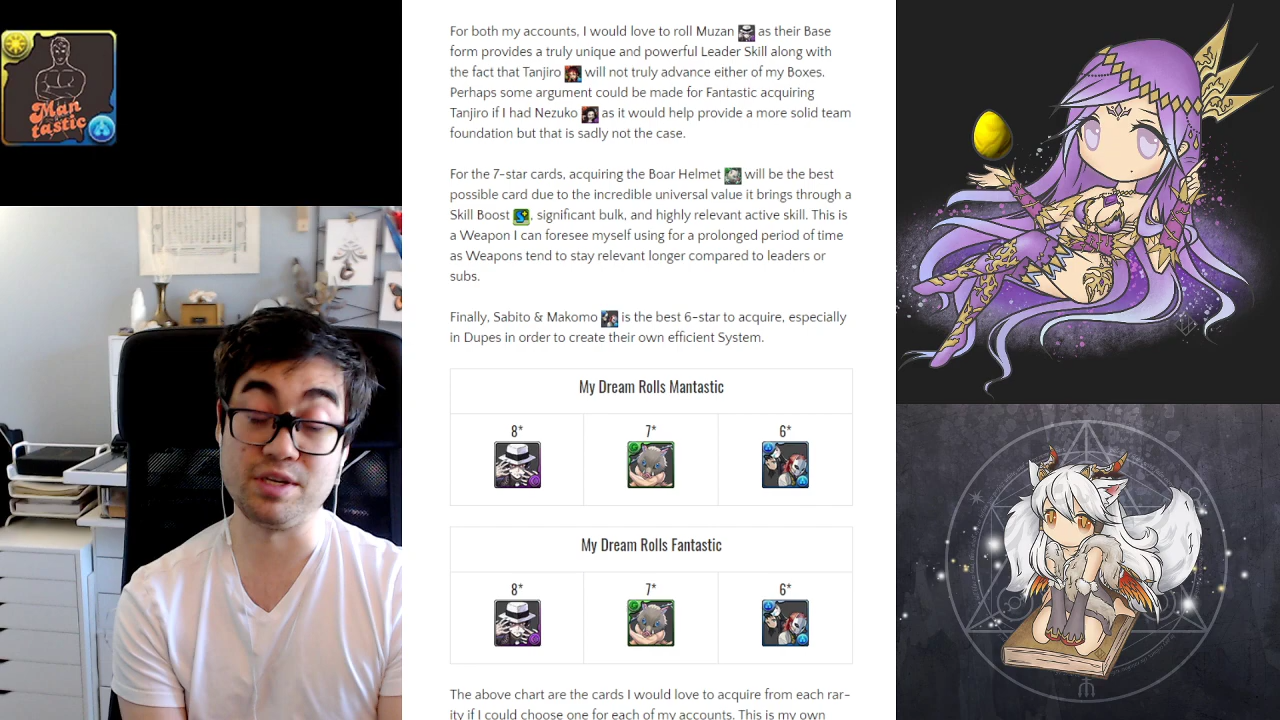 Man
tastic
For both my accounts, I would love to roll Muzan as their Base
form provides a truly unique and powerful Leader Skill along with
the fact that Tanjiro will not truly advance either of my Boxes.
Perhaps some argument could be made for Fantastic acquiring
Tanjiro if I had Nezuko as it would help provide a more solid team
foundation but that is sadly not the case.
For the 7-star cards, acquiring the Boar Helmet will be the best
possible card due to the incredible universal value it brings through a
Skill Boost , significant bulk, and highly relevant active skill. This is
a Weapon I can foresee myself using for a prolonged period of time
as Weapons tend to stay relevant longer compared to leaders or
subs.
Finally, Sabito & Makomo is the best 6-star to acquire, especially
in Dupes in order to create their own efficient System.
My Dream Rolls Mantastic
8* 7* 6*
My Dream Rolls Fantastic
8* 7* 6*
The above chart are the cards I would love to acquire from each rar-
ity if I could choose one for each of my accounts. This is my own